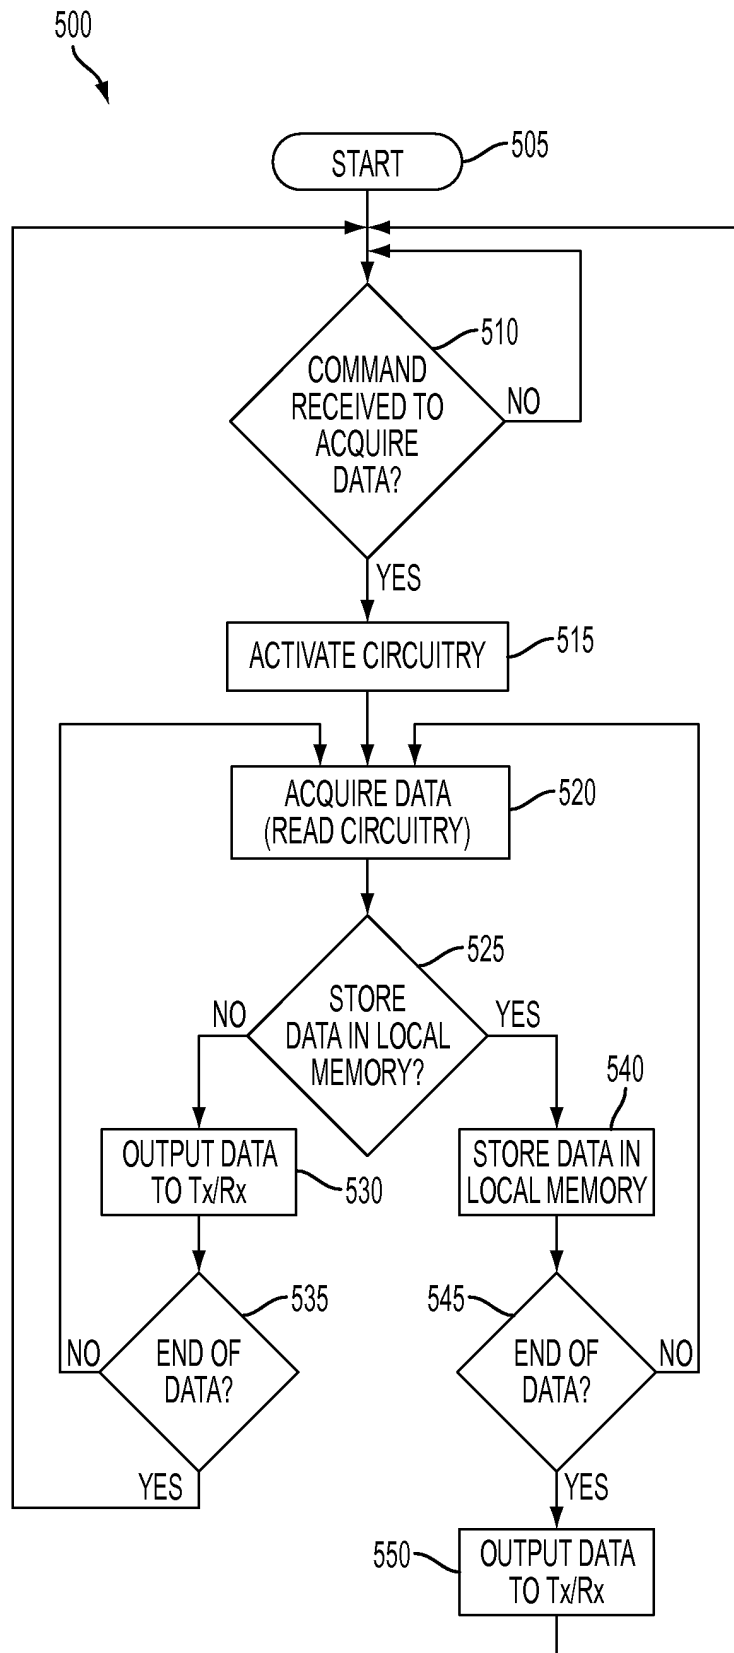 500
START
505
510
COMMAND
RECEIVED TO
ACQUIRE
DATA?
NO
YES
ACTIVATE CIRCUITRY
515
ACQUIRE DATA
(READ CIRCUITRY)
520
525
STORE
DATA IN LOCAL
MEMORY?
NO
YES
540
OUTPUT DATA
TO Tx/Rx
530
STORE DATA IN
LOCAL MEMORY
535
END OF
DATA?
NO
YES
545
END OF
DATA?
NO
YES
550
OUTPUT DATA
TO Tx/Rx